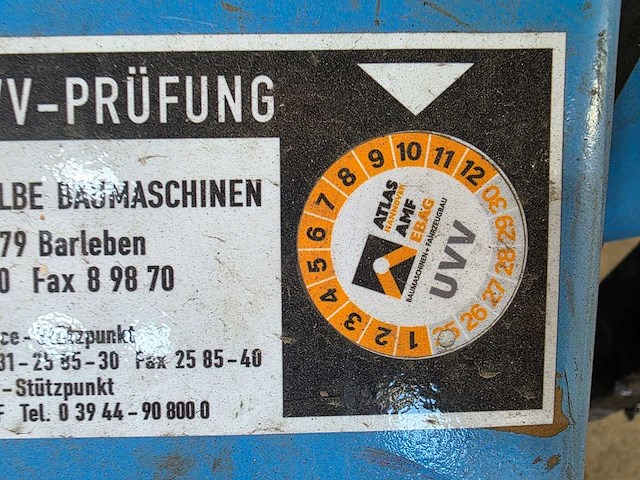 VV-PRÜFUNG
LBE BAUMASCHINEN
79 Barleben
0 Fax 8 98 70
ce-Stützpunkt
31-25 85-30 Fax 25 85-40
-Stützpunkt
F Tel. 0 39 44-90 800 0
1 2 3 4 5 6 7 8 9 10 11 12
30 29 28 27 26 25
ATLAS
HANNOVER
AMF
EBAG
BAUMASCHINEN + FAHRZEUGBAU
UVV